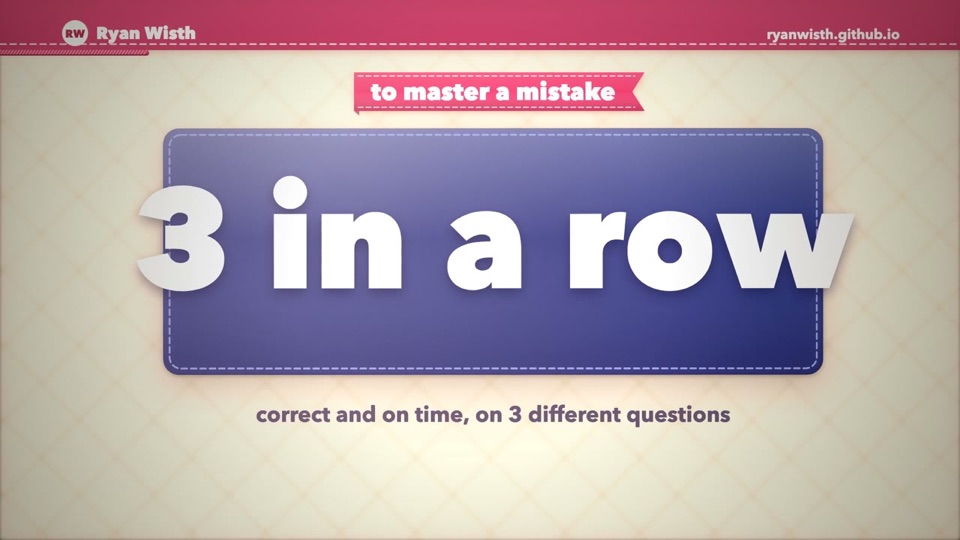 RW Ryan Wisth
ryanwisth.github.io
to master a mistake
3 in a row
correct and on time, on 3 different questions